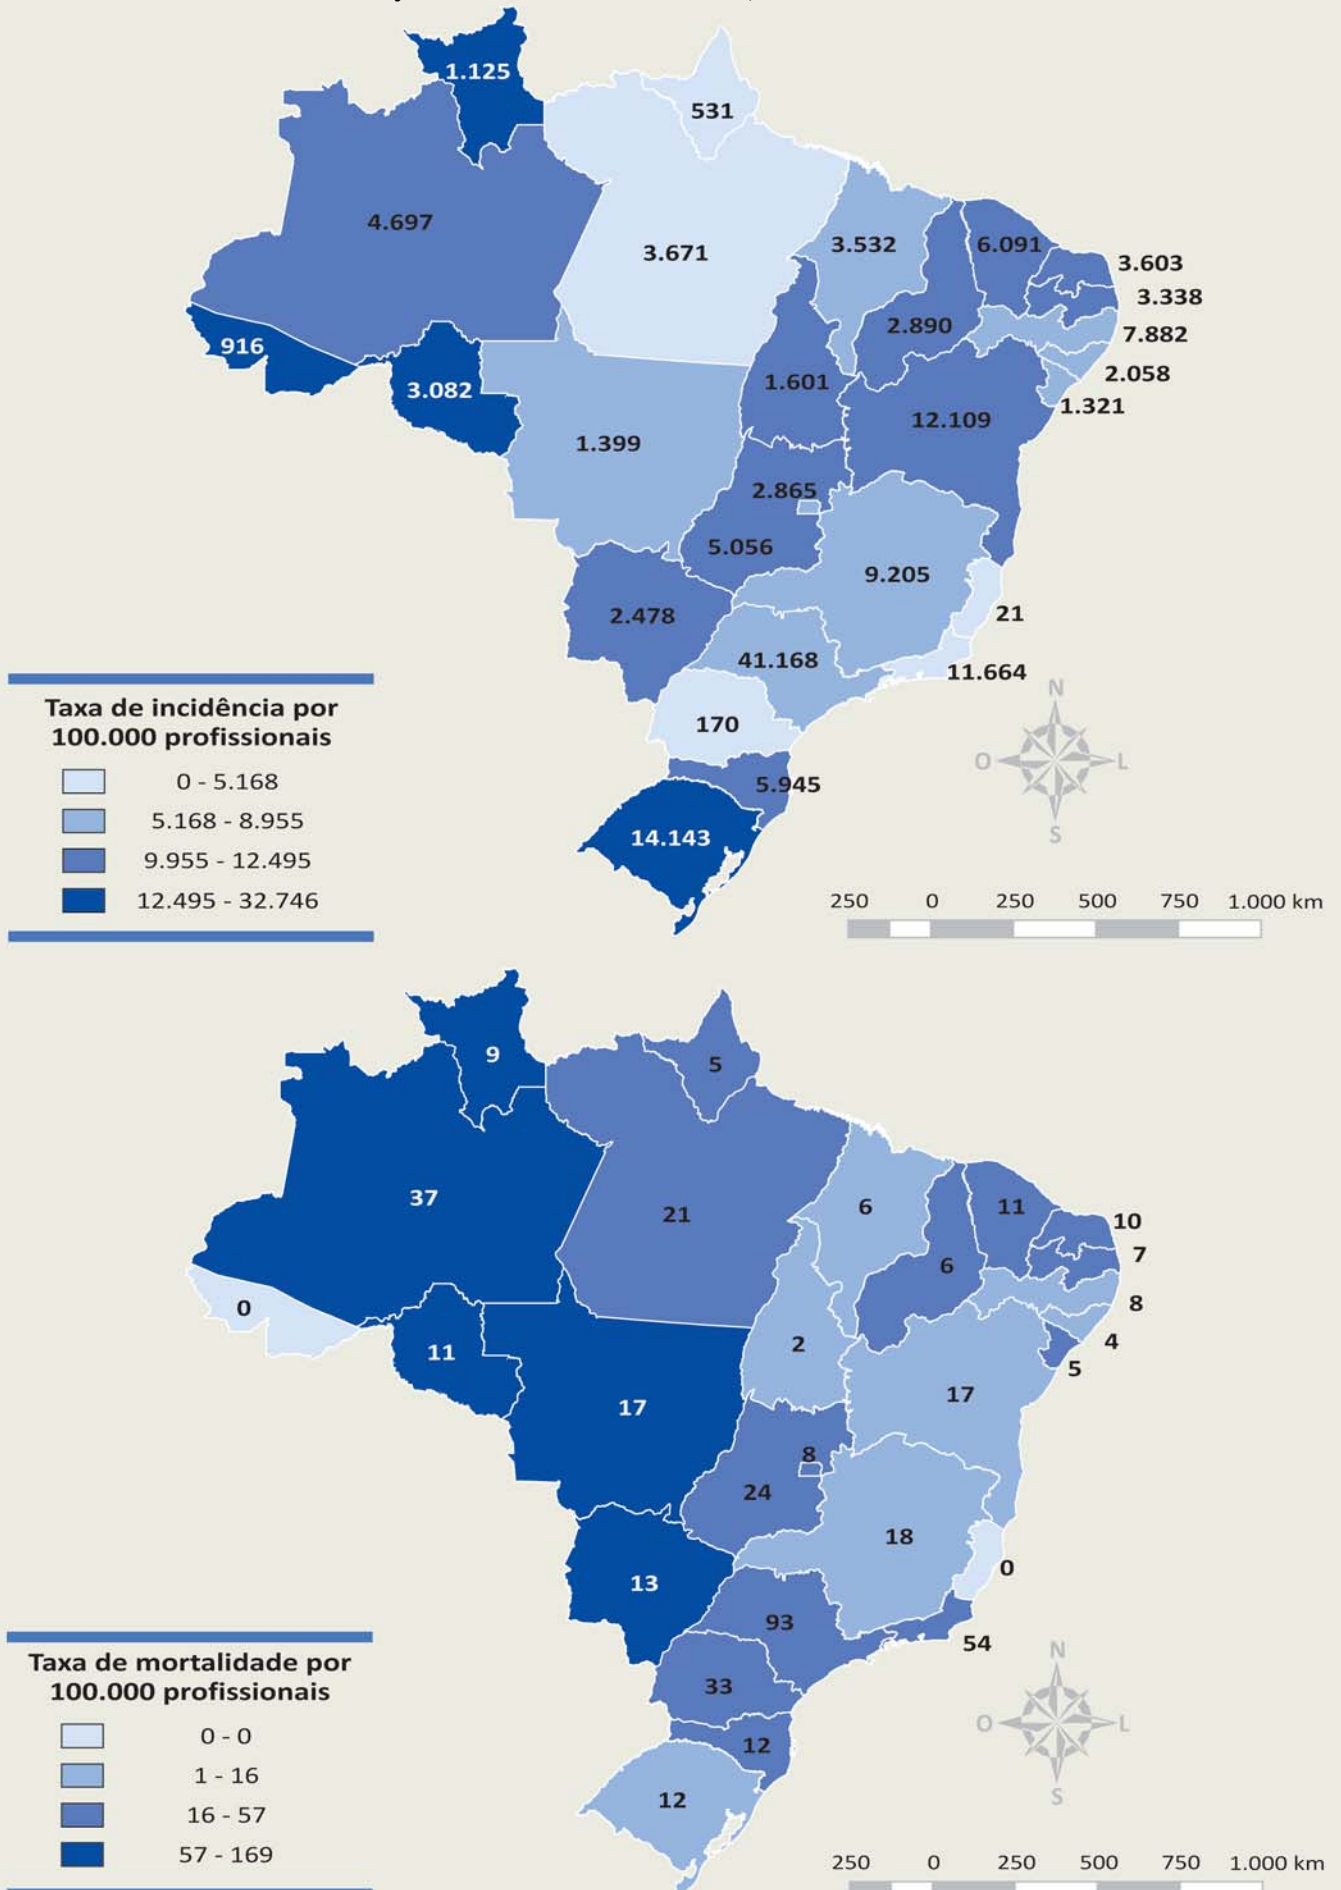 1.125
531
4.697
3.671
3.532
6.091
3.603
3.338
2.890
7.882
916
2.058
3.082
1.601
1.321
12.109
1.399
2.865
5.056
9.205
2.478
21
41.168
11.664
170
5.945
14.143
Taxa de incidência por
100.000 profissionais
0 - 5.168
5.168 - 8.955
9.955 - 12.495
12.495 - 32.746
N
O
L
S
250 0 250 500 750 1.000 km
9
5
37
21
6
11
10
7
6
0
8
11
2
4
5
17
17
8
24
18
0
13
93
54
33
12
12
Taxa de mortalidade por
100.000 profissionais
0 - 0
1 - 16
16 - 57
57 - 169
N
O
L
S
250 0 250 500 750 1.000 km